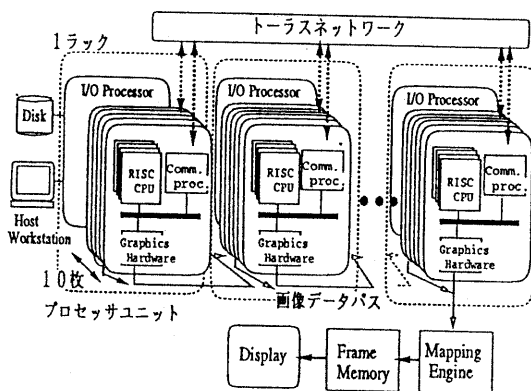 トーラスネットワーク
1ラック
I/O Processor
I/O Processor
I/O Processor
Disk
RISC
CPU
Comm.
proc.
RISC
CPU
Comm.
proc.
RISC
CPU
Comm.
proc.
Host
Workstation
Graphics
Hardware
Graphics
Hardware
Graphics
Hardware
10枚
プロセッサユニット
画像データパス
Display
Frame
Memory
Mapping
Engine